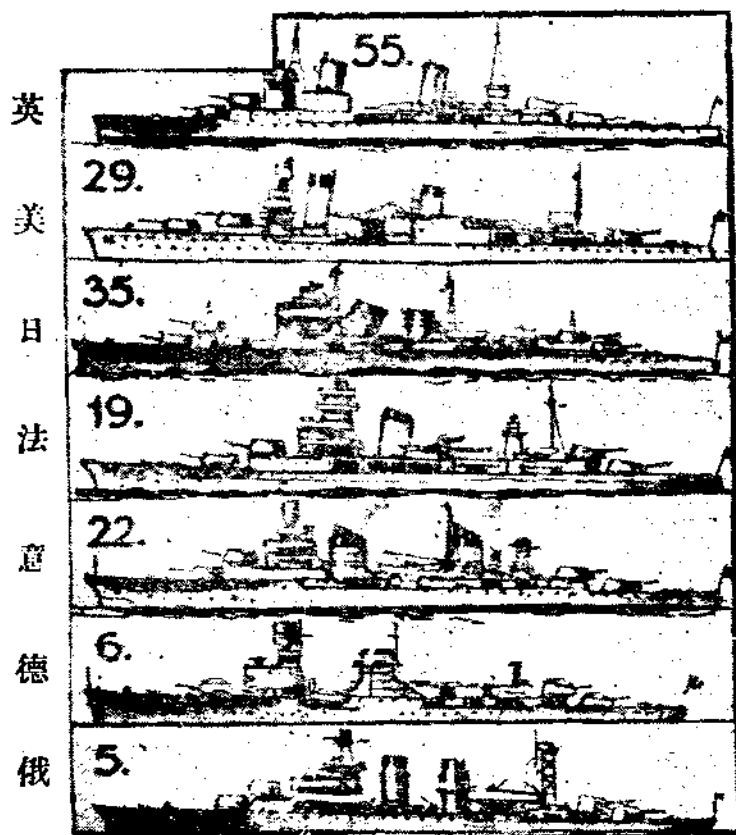 英 55.
美 29.
日 35.
法 19.
意 22.
德 6.
俄 5.